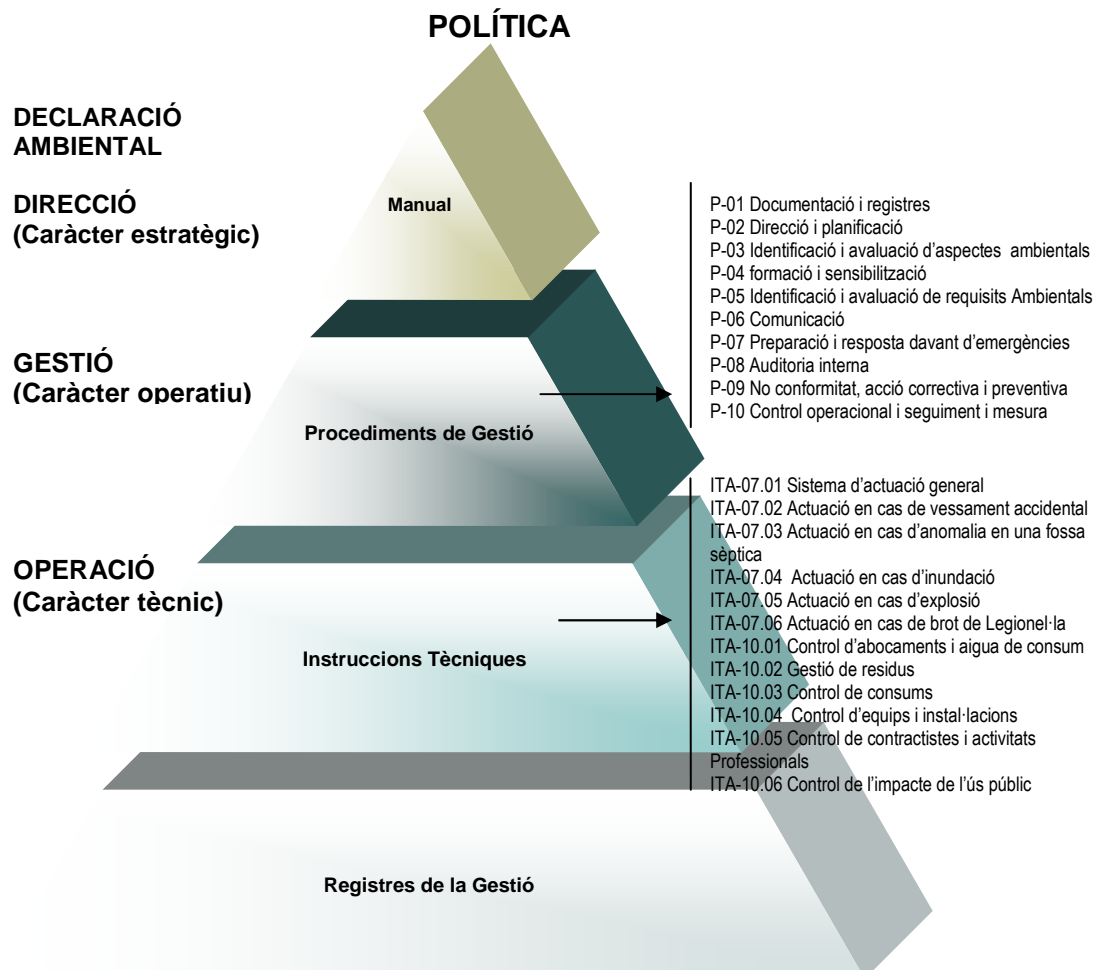 POLÍTICA
DECLARACIÓ
AMBIENTAL
DIRECCIÓ
(Caràcter estratègic)
Manual
P-01 Documentació i registres
P-02 Direcció i planificació
P-03 Identificació i avaluació d'aspectes ambientals
P-04 formació i sensibilització
P-05 Identificació i avaluació de requisits Ambientals
P-06 Comunicació
P-07 Preparació i resposta davant d'emergències
P-08 Auditoria interna
P-09 No conformitat, acció correctiva i preventiva
P-10 Control operacional i seguiment i mesura
GESTIÓ
(Caràcter operatiu)
Procediments de Gestió
ITA-07.01 Sistema d'actuació general
ITA-07.02 Actuació en cas de vessament accidental
ITA-07.03 Actuació en cas d'anomalia en una fossa
sèptica
ITA-07.04 Actuació en cas d'inundació
ITA-07.05 Actuació en cas d'explosió
ITA-07.06 Actuació en cas de brot de Legionel·la
ITA-10.01 Control d'abocaments i aigua de consum
ITA-10.02 Gestió de residus
ITA-10.03 Control de consums
ITA-10.04 Control d'equips i instal·lacions
ITA-10.05 Control de contractistes i activitats
Professionals
ITA-10.06 Control de l'impacte de l'ús públic
OPERACIÓ
(Caràcter tècnic)
Instruccions Tècniques
Registres de la Gestió